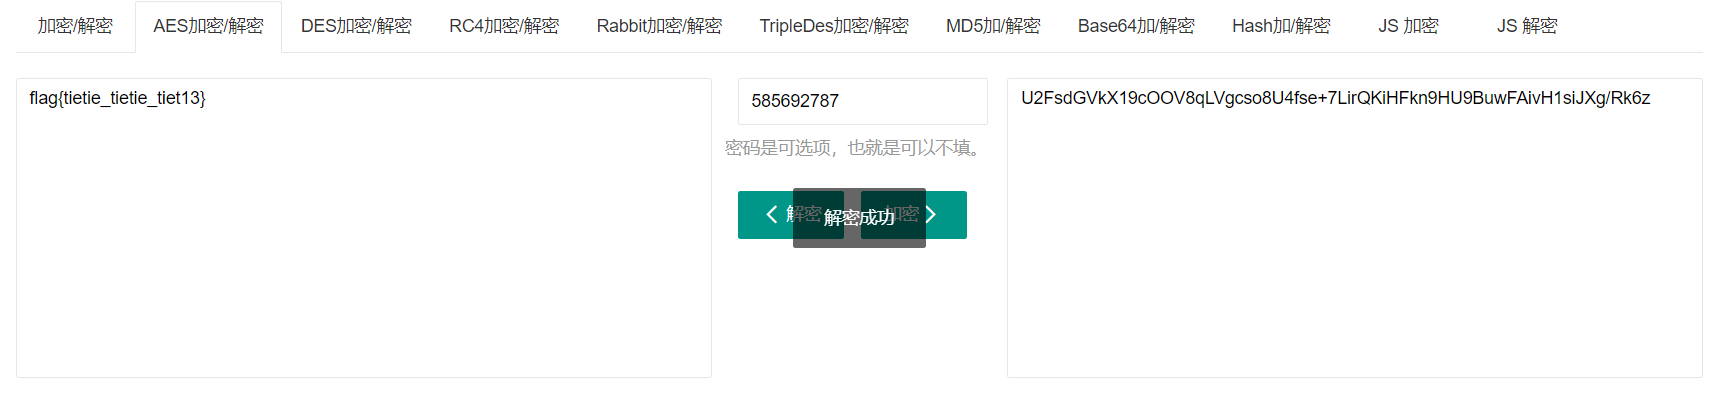 加密/解密 AES加密/解密 DES加密/解密 RC4加密/解密 Rabbit加密/解密 TripleDes加密/解密 MD5加/解密 Base64加/解密 Hash加/解密 JS 加密 JS 解密
flag{tietie_tietie_tiet13}
585692787
U2FsdGVkX19cOOV8qLVgcso8U4fse+7LirQKiHFkn9HU9BuwFAivH1siJXg/Rk6z
密码是可选项，也就是可以不填。
解密
解密成功
加密